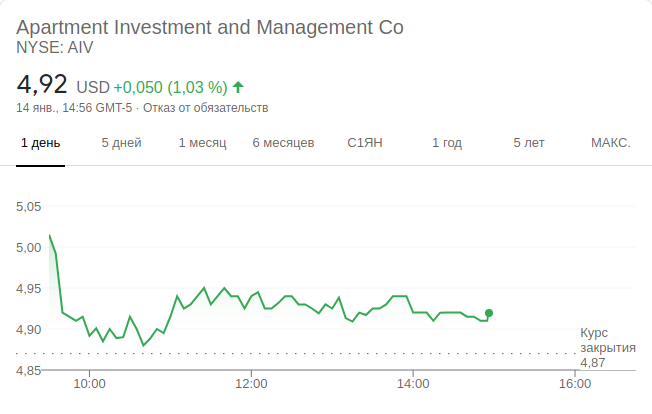 Apartment Investment and Management Co
NYSE: AIV
4,92 USD +0,050 (1,03 %)
14 янв., 14:56 GMT-5 · Отказ от обязательств
1 день 5 дней 1 месяц 6 месяцев С1ЯН 1 год 5 лет МАКС.
5,05
5,00
4,95
4,90
Курс
закрытия
4,87
4,85
10:00 12:00 14:00 16:00